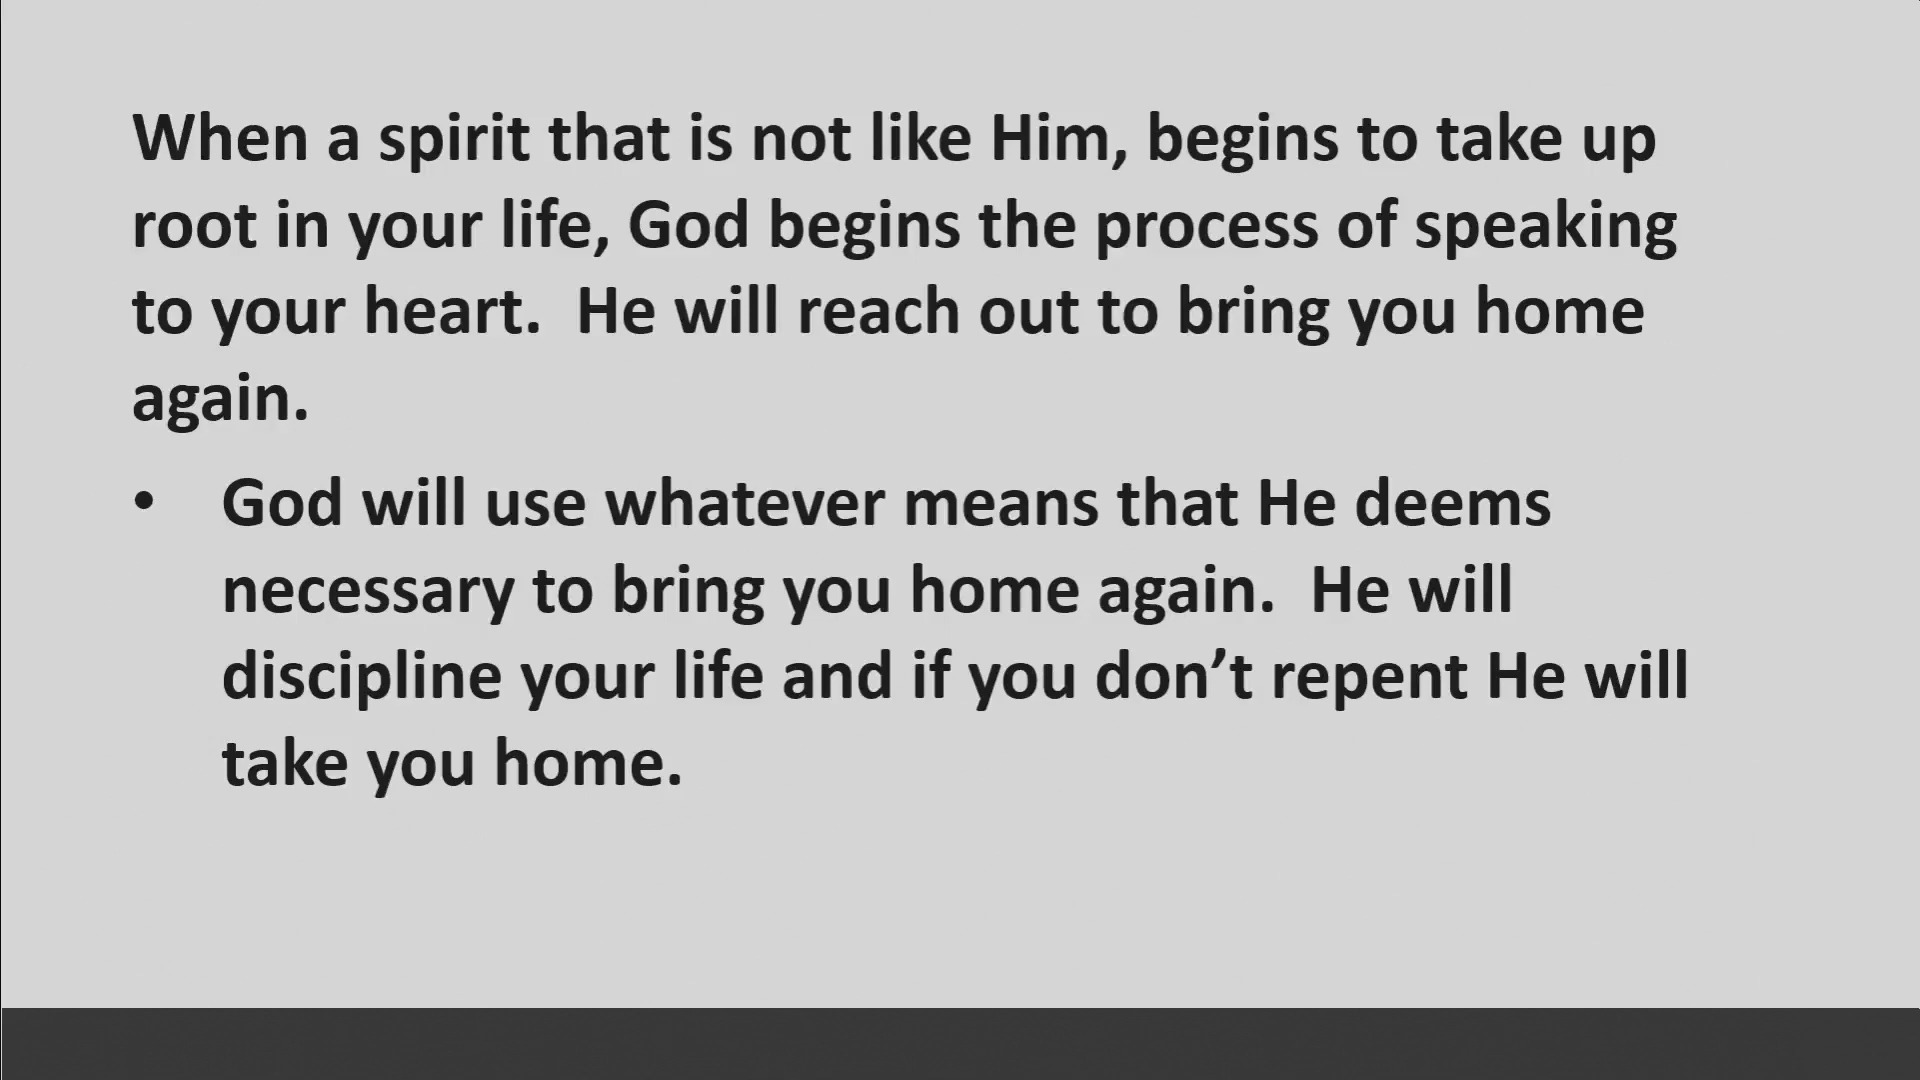 When a spirit that is not like Him, begins to take up
root in your life, God begins the process of speaking
to your heart.  He will reach out to bring you home
again.
• God will use whatever means that He deems
necessary to bring you home again.  He will
discipline your life and if you don’t repent He will
take you home.